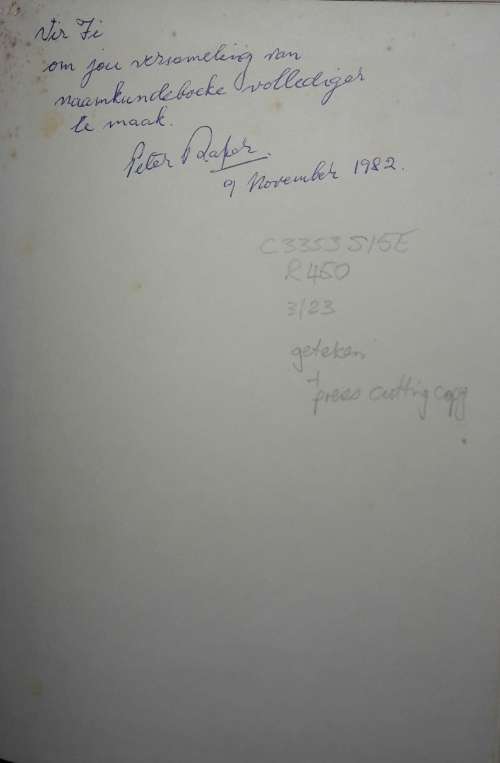 Vir Fi
om jou versameling van
naamkundeboeke vollediger
te maak.
Peter Raper.
9 November 1982.
C3353 S/5E
R450
3/23
geteken
+
press cutting copy